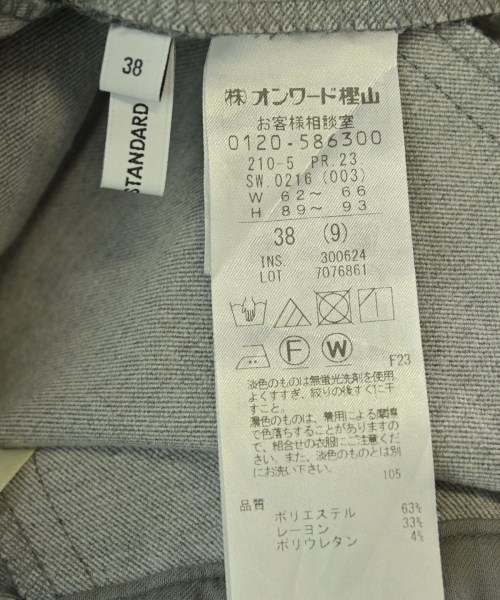 38
STANDARD
(株)オンワード樫山
お客様相談室
0120-586300
210-5 PR.23
SW.0216 (003)
W 62〜 66
H 89〜 93
38 (9)
INS. 300624
LOT 7076861
F W
F23
淡色のものは無蛍光洗剤を使用
よくすすぎ、絞りの後すぐに干
すこと。
濃色のものは、着用による摩擦
で色落ちすることがありますの
で、組合せの衣服にご注意くださ
い。また、淡色のものとは別
にお洗い下さい。
105
品質
ポリエステル 63%
レーヨン 33%
ポリウレタン 4%